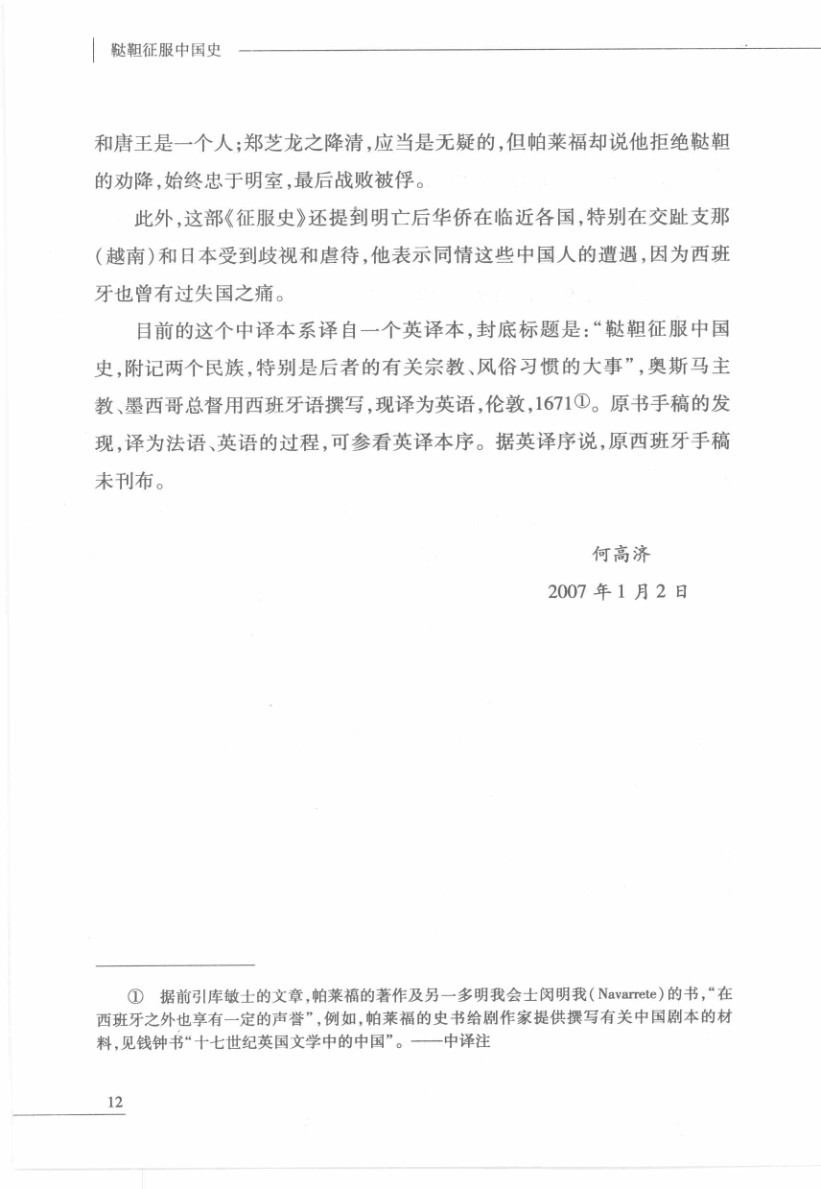 鞑靼征服中国史
和唐王是一个人;郑芝龙之降清,应当是无疑的,但帕莱福却说他拒绝鞑靼
的劝降,始终忠于明室,最后战败被俘。
此外,这部《征服史》还提到明亡后华侨在临近各国,特别在交趾支那
(越南)和日本受到歧视和虐待,他表示同情这些中国人的遭遇,因为西班
牙也曾有过失国之痛。
目前的这个中译本系译自一个英译本,封底标题是:“鞑靼征服中国
史,附记两个民族,特别是后者的有关宗教、风俗习惯的大事”,奥斯马主
教、墨西哥总督用西班牙语撰写,现译为英语,伦敦,1671①。原书手稿的发
现,译为法语、英语的过程,可参看英译本序。据英译序说,原西班牙手稿
未刊布。
何高济
2007 年 1 月 2 日
① 据前引库敏士的文章,帕莱福的著作及另一多明我会士闵明我(Navarrete)的书,“在
西班牙之外也享有一定的声誉”,例如,帕莱福的史书给剧作家提供撰写有关中国剧本的材
料,见钱钟书“十七世纪英国文学中的中国”。——中译注
12